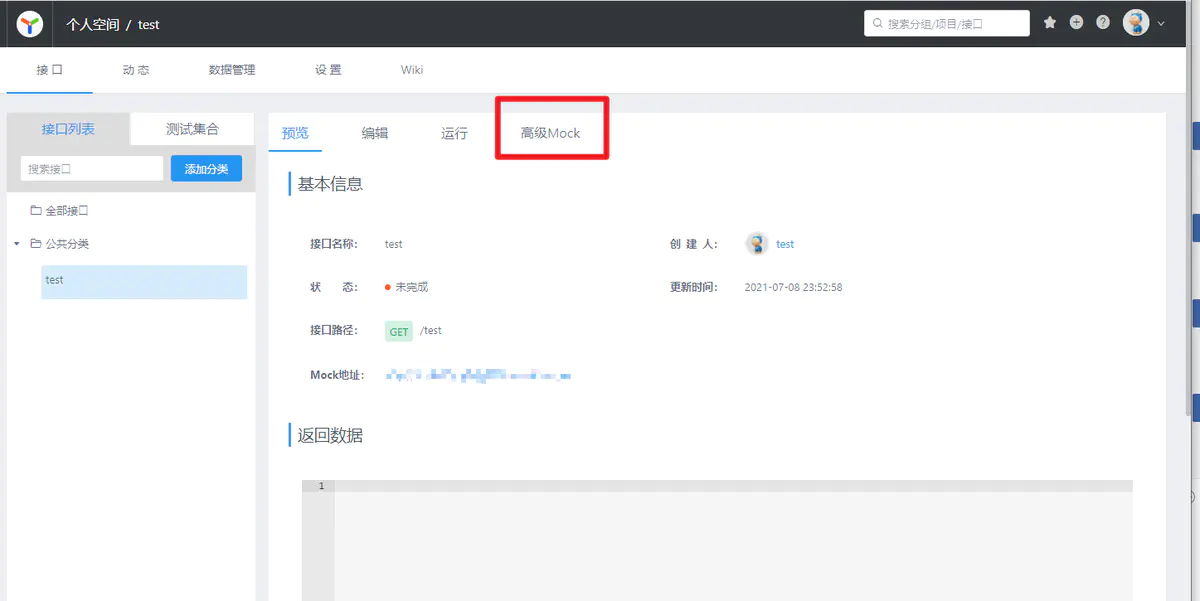 个人空间 / test
搜索分组/项目/接口
接 口 动 态 数据管理 设 置 Wiki
接口列表 测试集合
搜索接口 添加分类
全部接口
公共分类
test
预览 编辑 运行 高级Mock
基本信息
接口名称: test 创 建 人: test
状 态: 未完成 更新时间: 2021-07-08 23:52:58
接口路径: GET /test
Mock地址:
返回数据
1